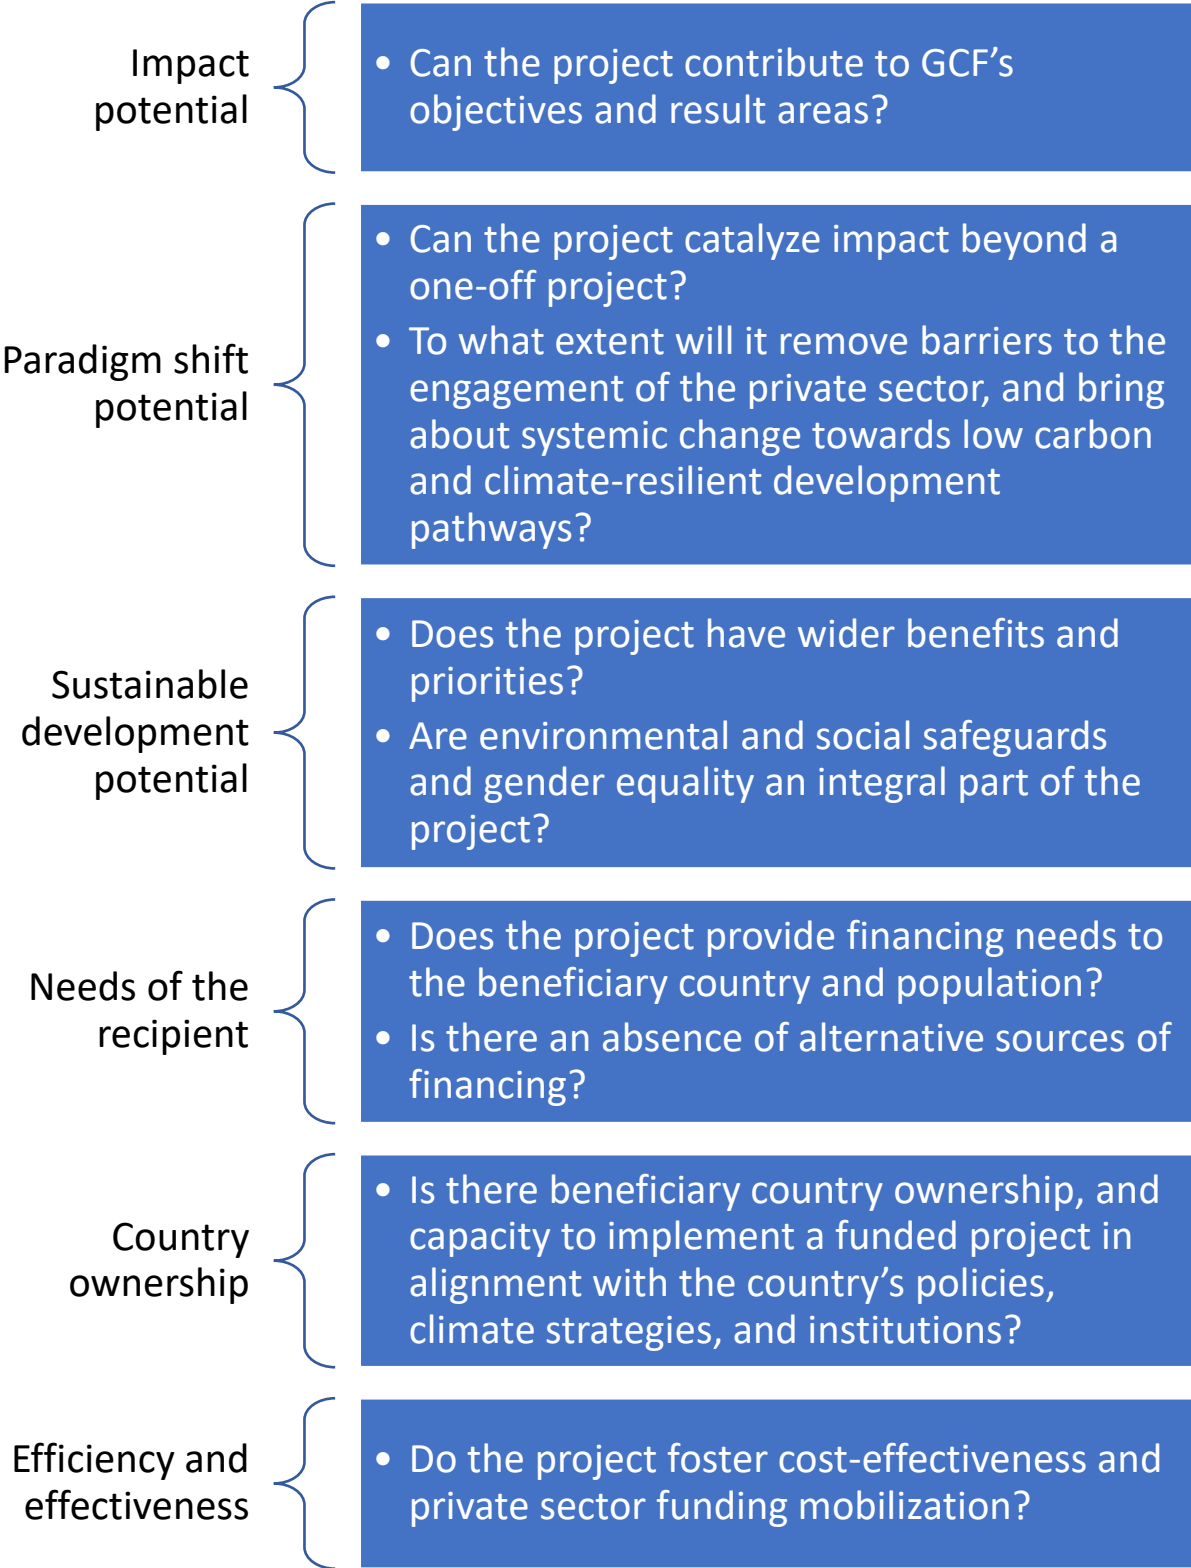 Impact
potential
• Can the project contribute to GCF's
objectives and result areas?
Paradigm shift
potential
• Can the project catalyze impact beyond a
one-off project?
• To what extent will it remove barriers to the
engagement of the private sector, and bring
about systemic change towards low carbon
and climate-resilient development
pathways?
Sustainable
development
potential
• Does the project have wider benefits and
priorities?
• Are environmental and social safeguards
and gender equality an integral part of the
project?
Needs of the
recipient
• Does the project provide financing needs to
the beneficiary country and population?
• Is there an absence of alternative sources of
financing?
Country
ownership
• Is there beneficiary country ownership, and
capacity to implement a funded project in
alignment with the country's policies,
climate strategies, and institutions?
Efficiency and
effectiveness
• Do the project foster cost-effectiveness and
private sector funding mobilization?